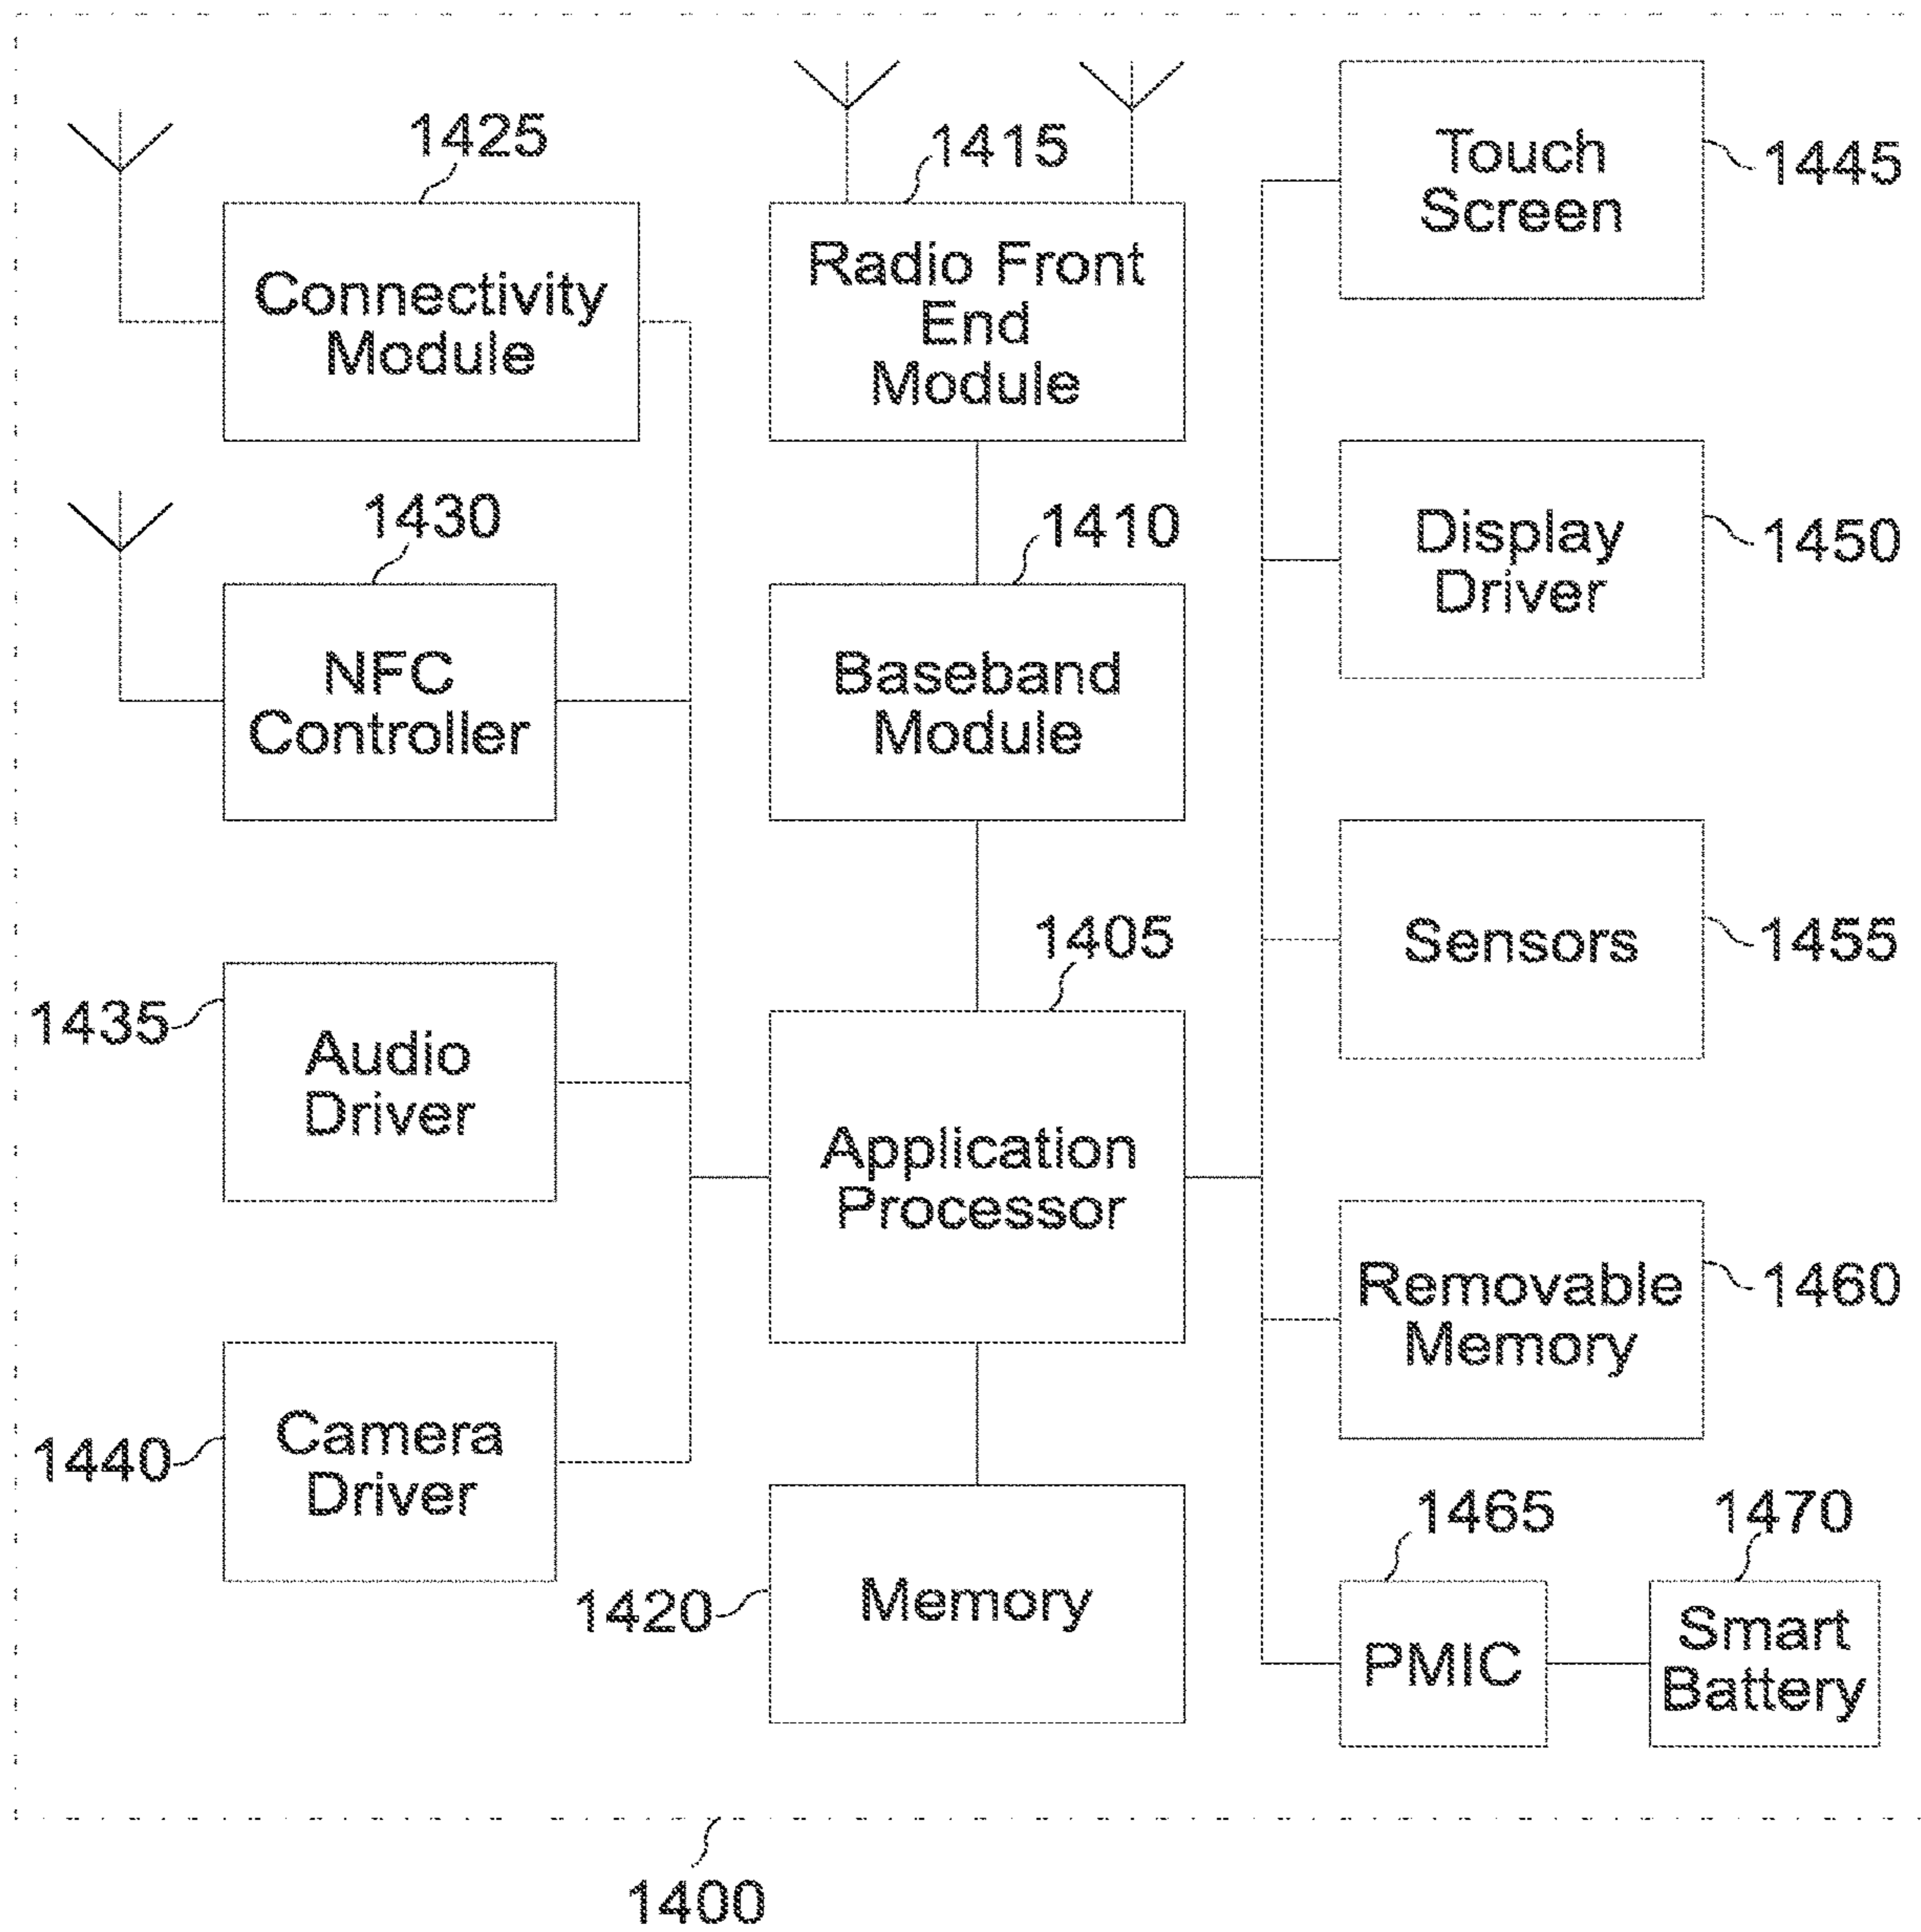 1425
Connectivity
Module
1415
Radio Front
End
Module
Touch
Screen
1445
1430
NFC
Controller
1410
Baseband
Module
Display
Driver
1450
1435
Audio
Driver
1405
Application
Processor
Sensors
1455
1440
Camera
Driver
1420
Memory
Removable
Memory
1460
1465
PMIC
1470
Smart
Battery
1400